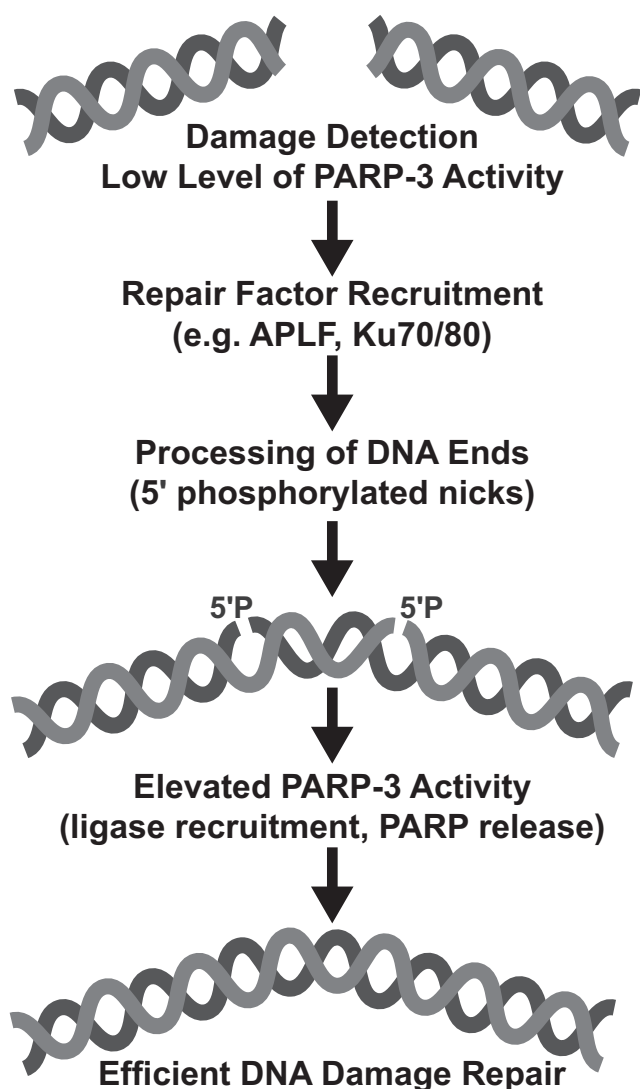 Damage Detection
Low Level of PARP-3 Activity
Repair Factor Recruitment
(e.g. APLF, Ku70/80)
Processing of DNA Ends
(5' phosphorylated nicks)
5'P 5'P
Elevated PARP-3 Activity
(ligase recruitment, PARP release)
Efficient DNA Damage Repair